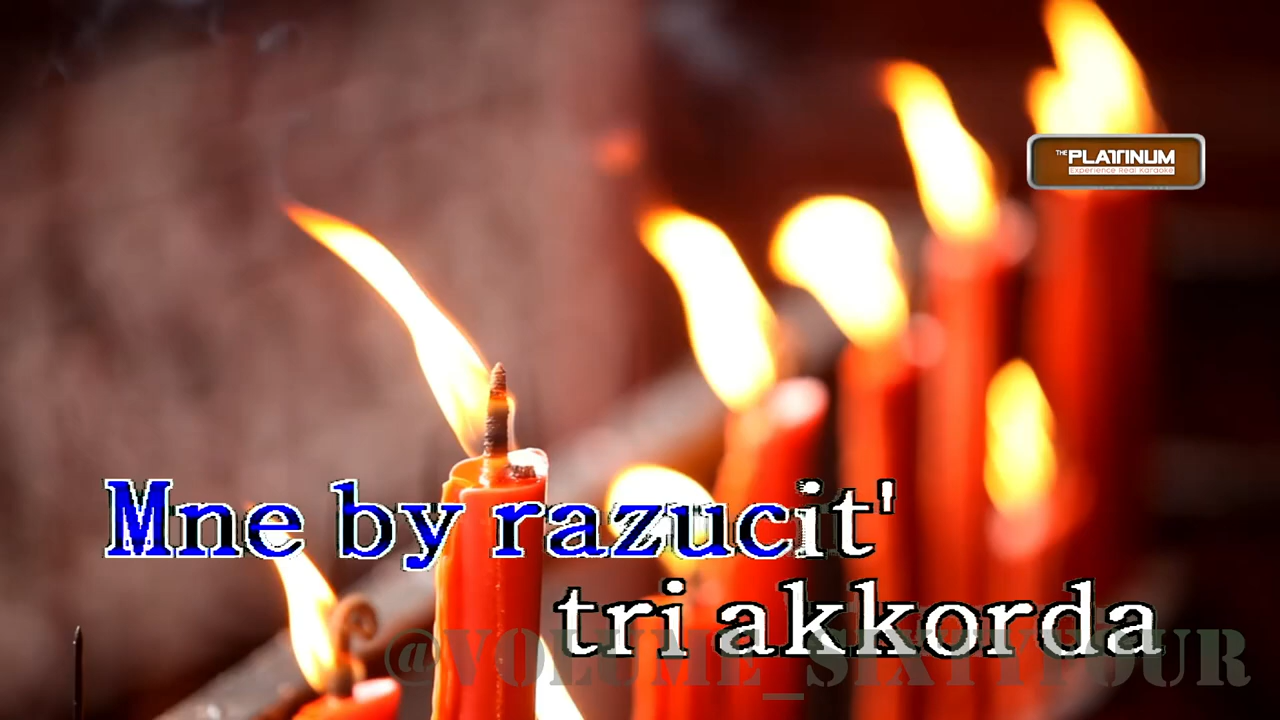 THE PLATINUM
Experience Real Karaoke
Mne by razucit'
tri akkorda
@VOLUME_SIXTYFOUR